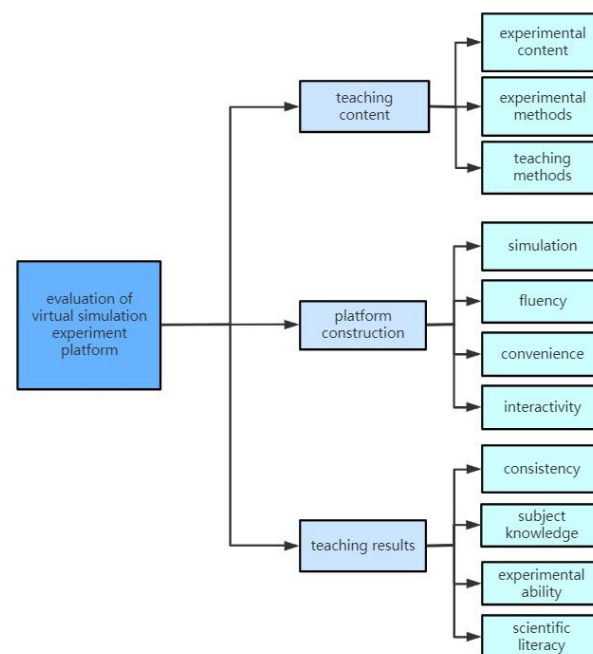 evaluation of
virtual simulation
experiment
platform
teaching
content
experimental
content
experimental
methods
teaching
methods
platform
construction
simulation
fluency
convenience
interactivity
teaching results
consistency
subject
knowledge
experimental
ability
scientific
literacy